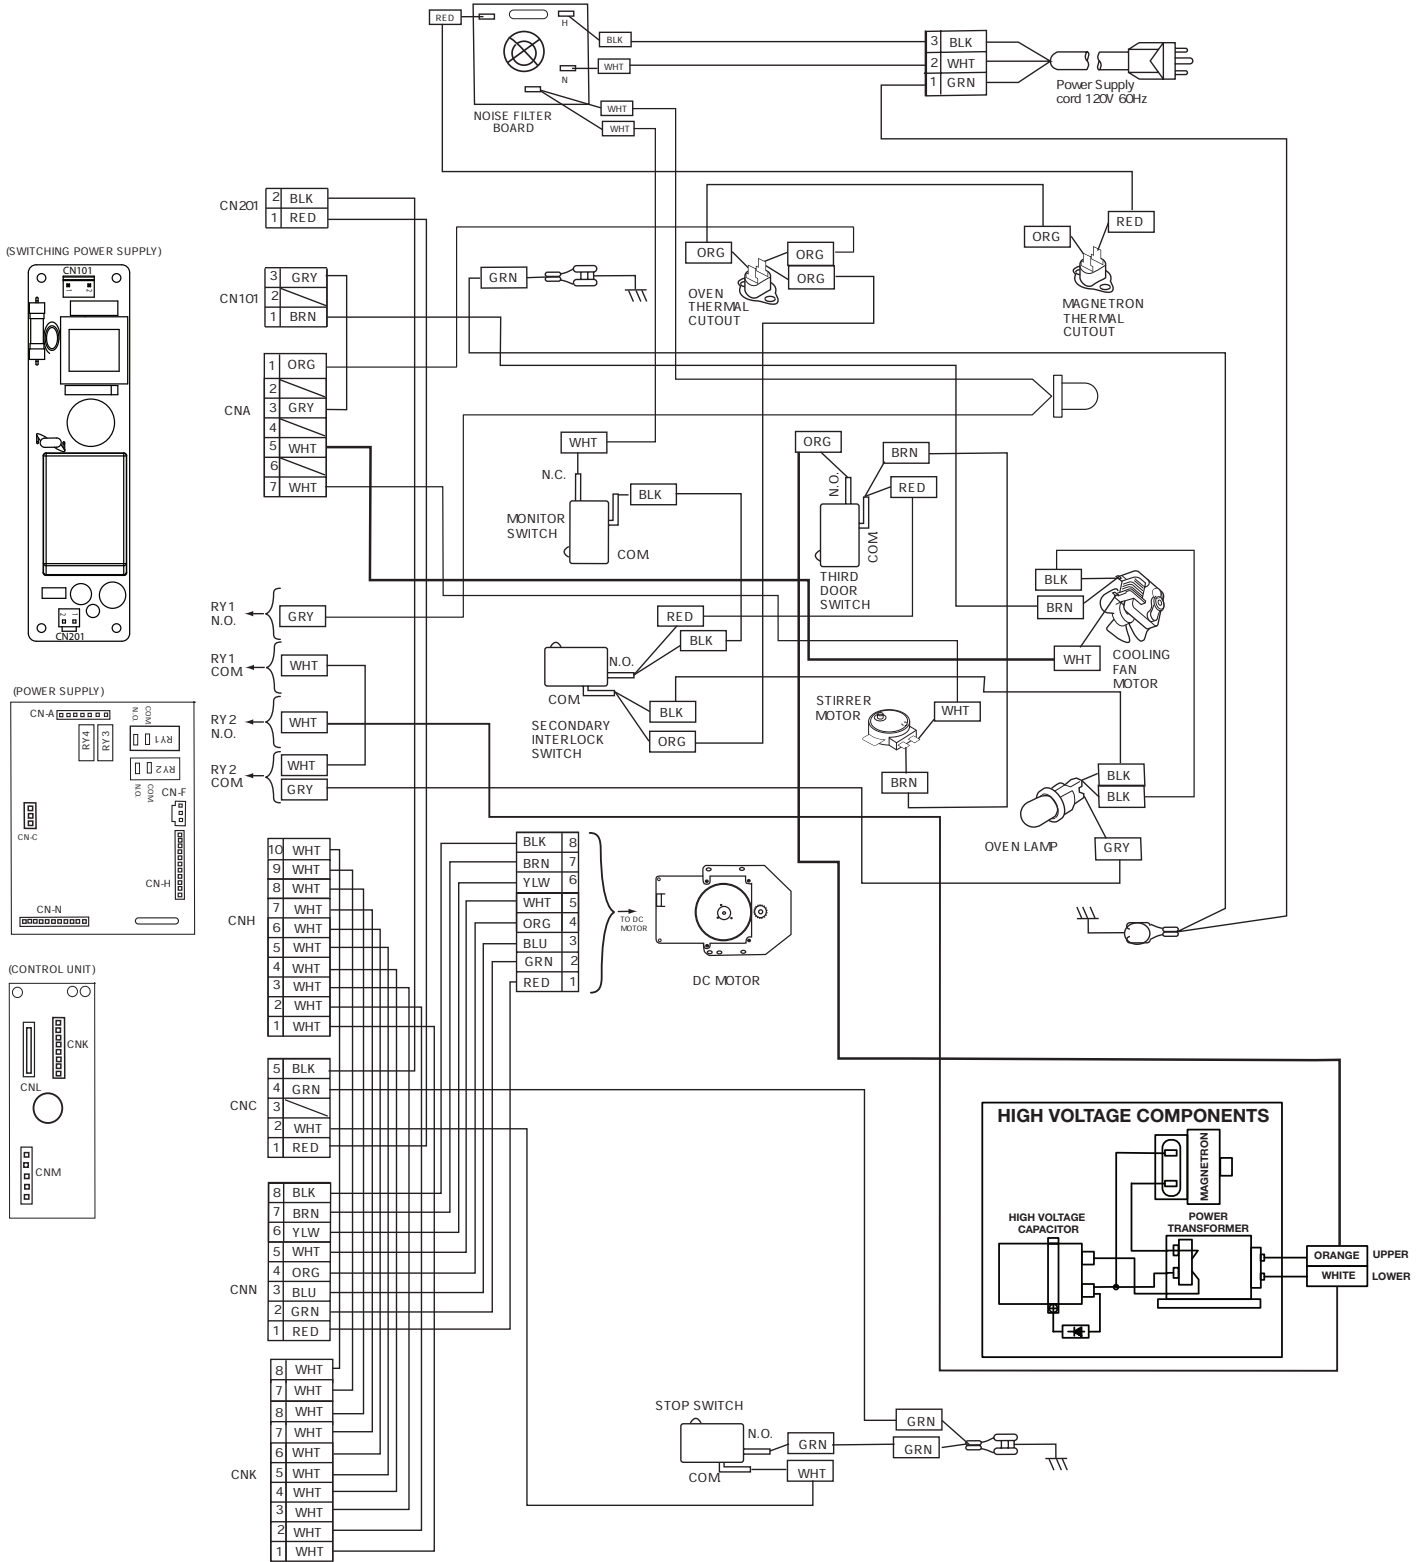 RED
H
BLK
WHT
N
WHT
WHT
NOISE FILTER
BOARD
3 BLK
2 WHT
1 GRN
Power Supply
cord 120V 60Hz
CN201
2 BLK
1 RED
(SWITCHING POWER SUPPLY)
CN101
1 2
2 1
CN201
CN101
3 GRY
2
1 BRN
GRN
ORG
ORG
ORG
OVEN
THERMAL
CUTOUT
ORG
RED
MAGNETRON
THERMAL
CUTOUT
CNA
1 ORG
2
3 GRY
4
5 WHT
6
7 WHT
WHT
N.C.
BLK
MONITOR
SWITCH
COM.
ORG
BRN
RED
N.O.
COM.
THIRD
DOOR
SWITCH
BLK
BRN
WHT
COOLING
FAN
MOTOR
RY1
N.O.
GRY
RY1
COM.
WHT
RY2
N.O.
WHT
RY2
COM.
WHT
GRY
RED
BLK
N.O.
COM.
BLK
ORG
SECONDARY
INTERLOCK
SWITCH
STIRRER
MOTOR
WHT
BRN
BLK
BLK
GRY
OVEN LAMP
(POWER SUPPLY)
CN-A
RY4
RY3
N.O.
COM.
RY1
RY2
N.O.
COM.
CN-F
CN-C
CN-H
CN-N
CNH
10 WHT
9 WHT
8 WHT
7 WHT
6 WHT
5 WHT
4 WHT
3 WHT
2 WHT
1 WHT
BLK 8
BRN 7
YLW 6
WHT 5
ORG 4
BLU 3
GRN 2
RED 1
TO DC
MOTOR
DC MOTOR
(CONTROL UNIT)
CNK
CNL
CNM
CNC
5 BLK
4 GRN
3
2 WHT
1 RED
CNN
8 BLK
7 BRN
6 YLW
5 WHT
4 ORG
3 BLU
2 GRN
1 RED
CNK
8 WHT
7 WHT
8 WHT
7 WHT
6 WHT
5 WHT
4 WHT
3 WHT
2 WHT
1 WHT
HIGH VOLTAGE COMPONENTS
MAGNETRON
HIGH VOLTAGE
CAPACITOR
POWER
TRANSFORMER
ORANGE UPPER
WHITE LOWER
STOP SWITCH
N.O.
COM.
GRN
WHT
GRN
GRN